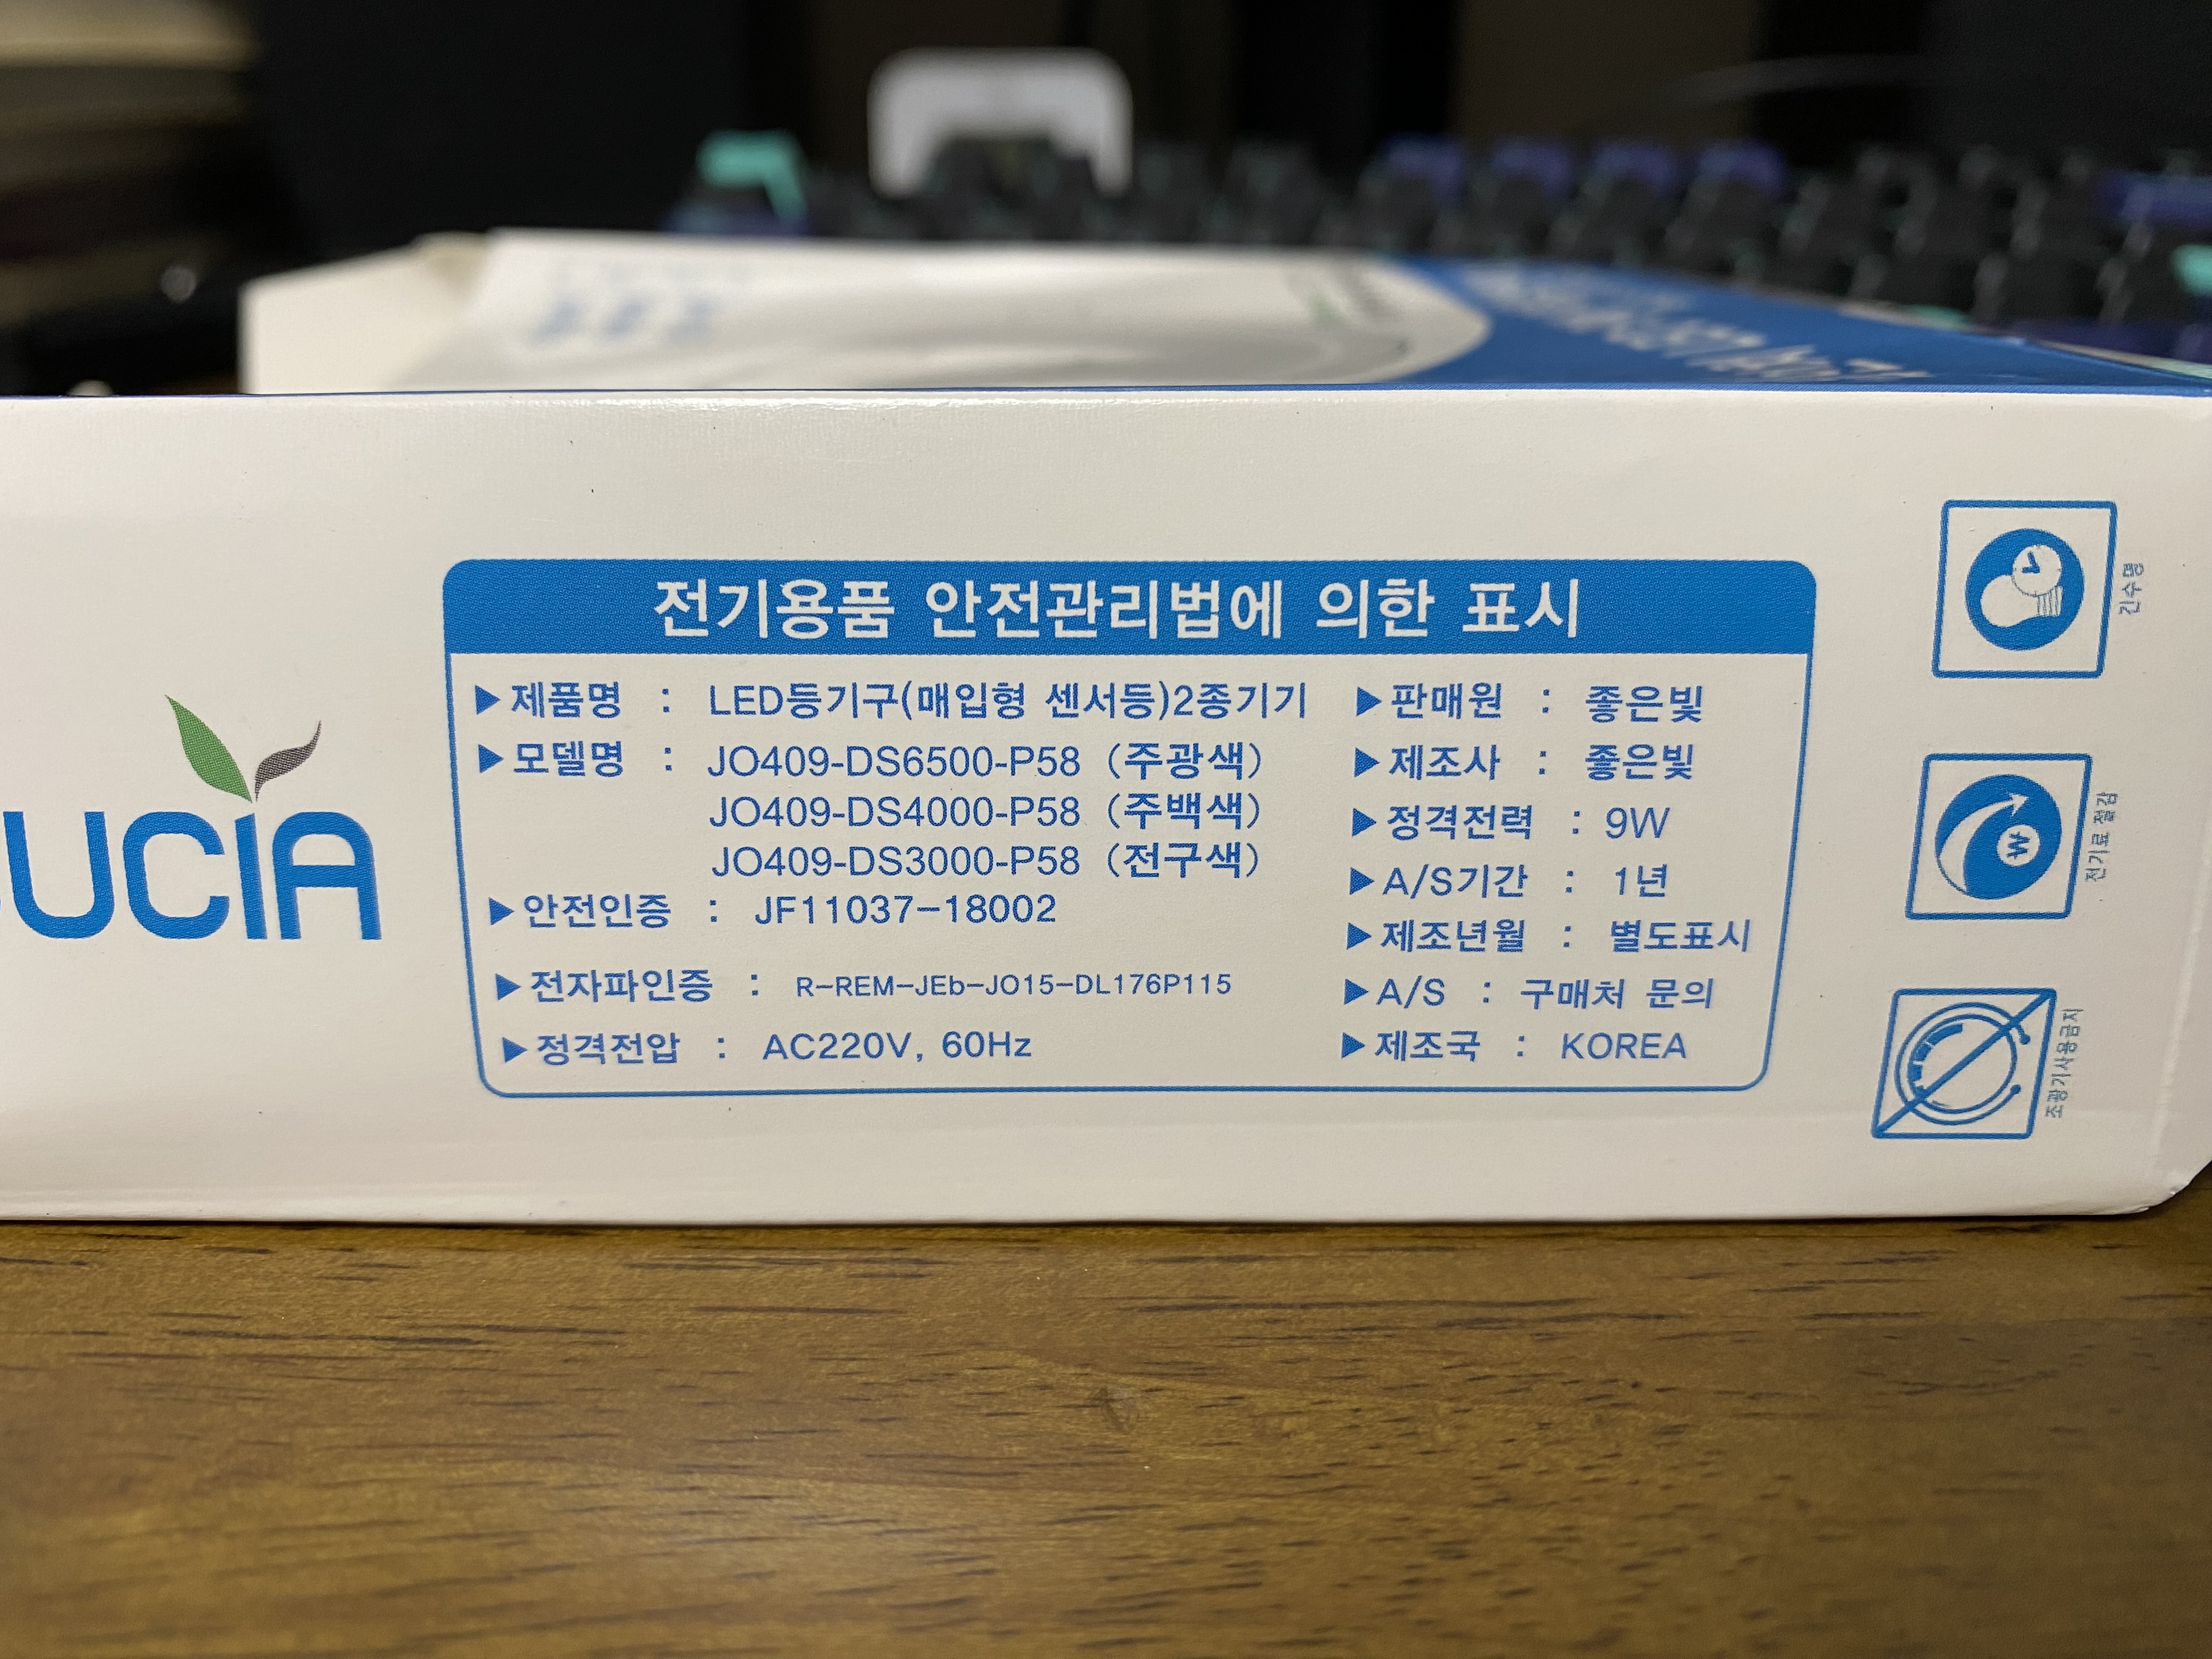 UCIA
전기용품 안전관리법에 의한 표시
▶제품명 : LED등기구(매입형 센서등)2종기기
▶모델명 : JO409-DS6500-P58 (주광색)
JO409-DS4000-P58 (주백색)
JO409-DS3000-P58 (전구색)
▶안전인증 : JF11037-18002
▶전자파인증 : R-REM-JEb-JO15-DL176P115
▶정격전압 : AC220V, 60Hz
▶판매원 : 좋은빛
▶제조사 : 좋은빛
▶정격전력 : 9W
▶A/S기간 : 1년
▶제조년월 : 별도표시
▶A/S : 구매처 문의
▶제조국 : KOREA
긴수명
W
전기료 절감
조광기사용금지